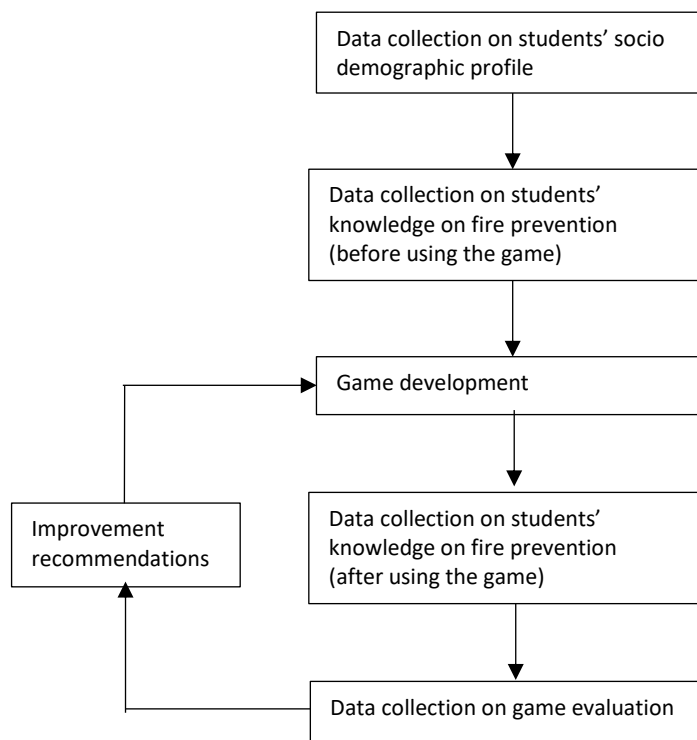 Data collection on students’ socio
demographic profile
Data collection on students’
knowledge on fire prevention
(before using the game)
Game development
Improvement
recommendations
Data collection on students’
knowledge on fire prevention
(after using the game)
Data collection on game evaluation